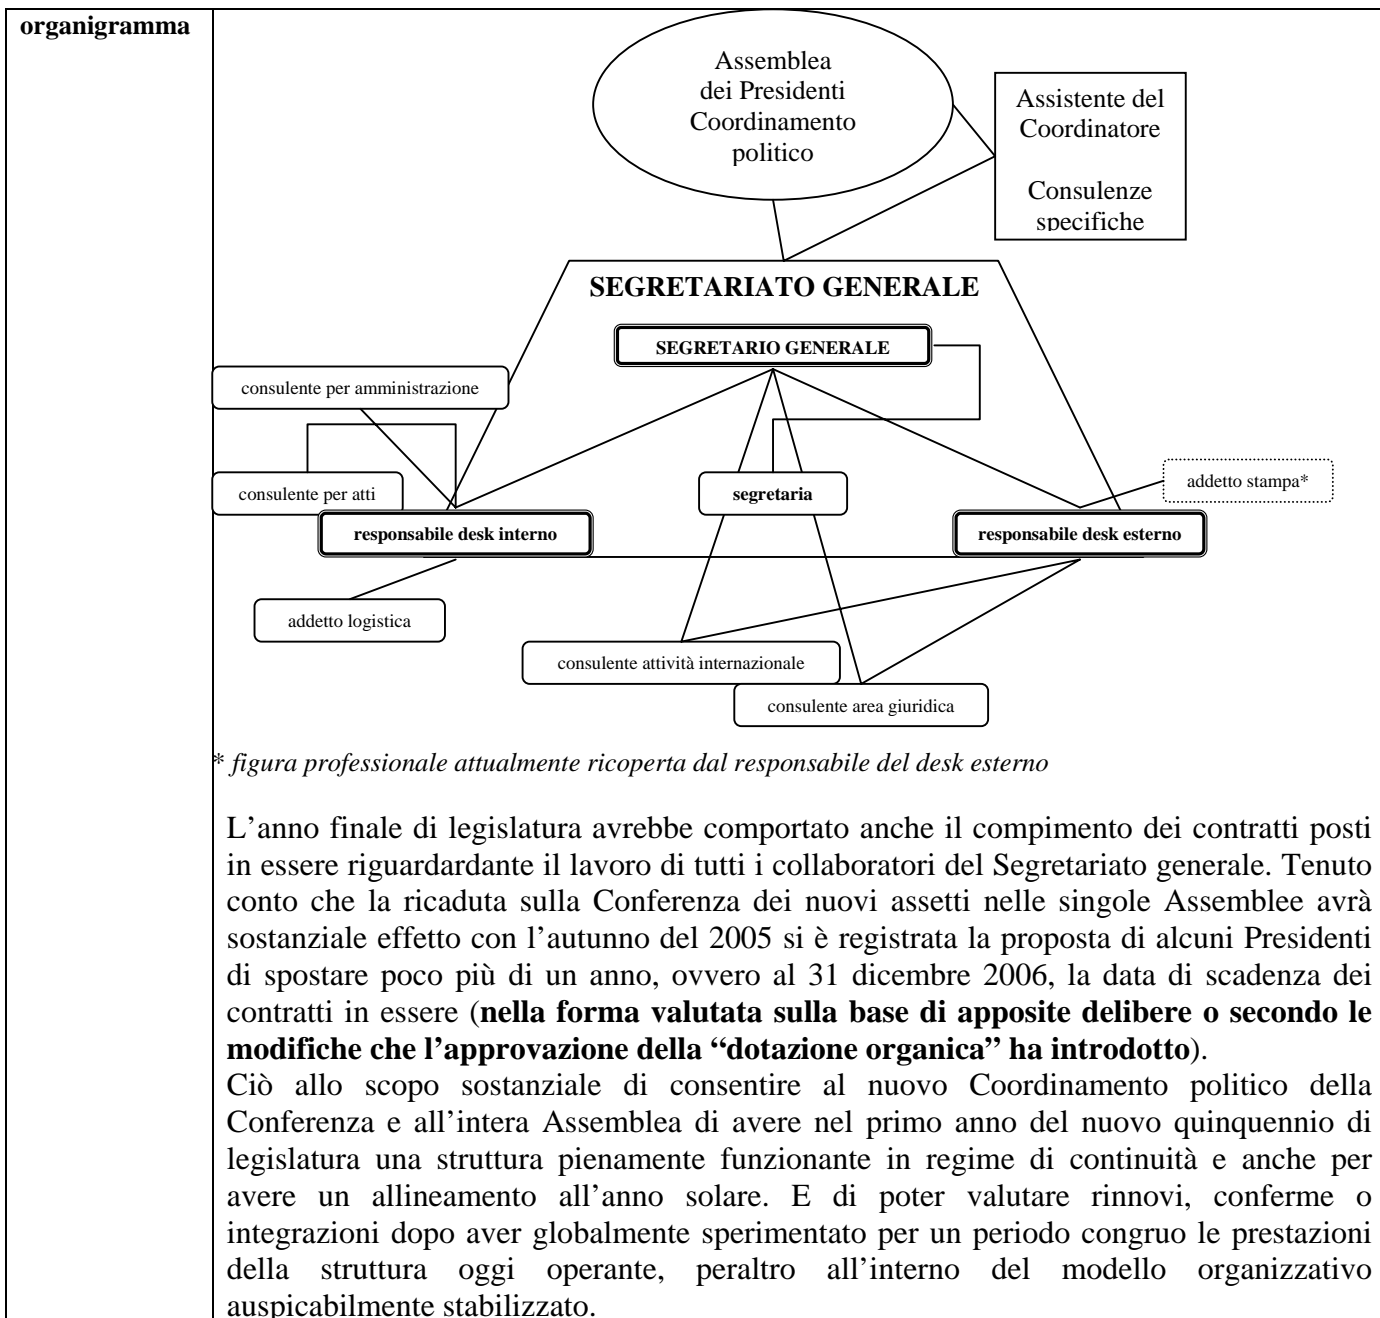 organigramma
Assemblea
dei Presidenti
Coordinamento
politico
Assistente del
Coordinatore
Consulenze
specifiche
SEGRETARIATO GENERALE
SEGRETARIO GENERALE
consulente per amministrazione
consulente per atti
segretaria
addetto stampa*
responsabile desk interno
responsabile desk esterno
addetto logistica
consulente attività internazionale
consulente area giuridica
* figura professionale attualmente ricoperta dal responsabile del desk esterno
L’anno finale di legislatura avrebbe comportato anche il compimento dei contratti posti
in essere riguardardante il lavoro di tutti i collaboratori del Segretariato generale. Tenuto
conto che la ricaduta sulla Conferenza dei nuovi assetti nelle singole Assemblee avrà
sostanziale effetto con l’autunno del 2005 si è registrata la proposta di alcuni Presidenti
di spostare poco più di un anno, ovvero al 31 dicembre 2006, la data di scadenza dei
contratti in essere (nella forma valutata sulla base di apposite delibere o secondo le
modifiche che l’approvazione della “dotazione organica” ha introdotto).
Ciò allo scopo sostanziale di consentire al nuovo Coordinamento politico della
Conferenza e all’intera Assemblea di avere nel primo anno del nuovo quinquennio di
legislatura una struttura pienamente funzionante in regime di continuità e anche per
avere un allineamento all’anno solare. E di poter valutare rinnovi, conferme o
integrazioni dopo aver globalmente sperimentato per un periodo congruo le prestazioni
della struttura oggi operante, peraltro all’interno del modello organizzativo
auspicabilmente stabilizzato.